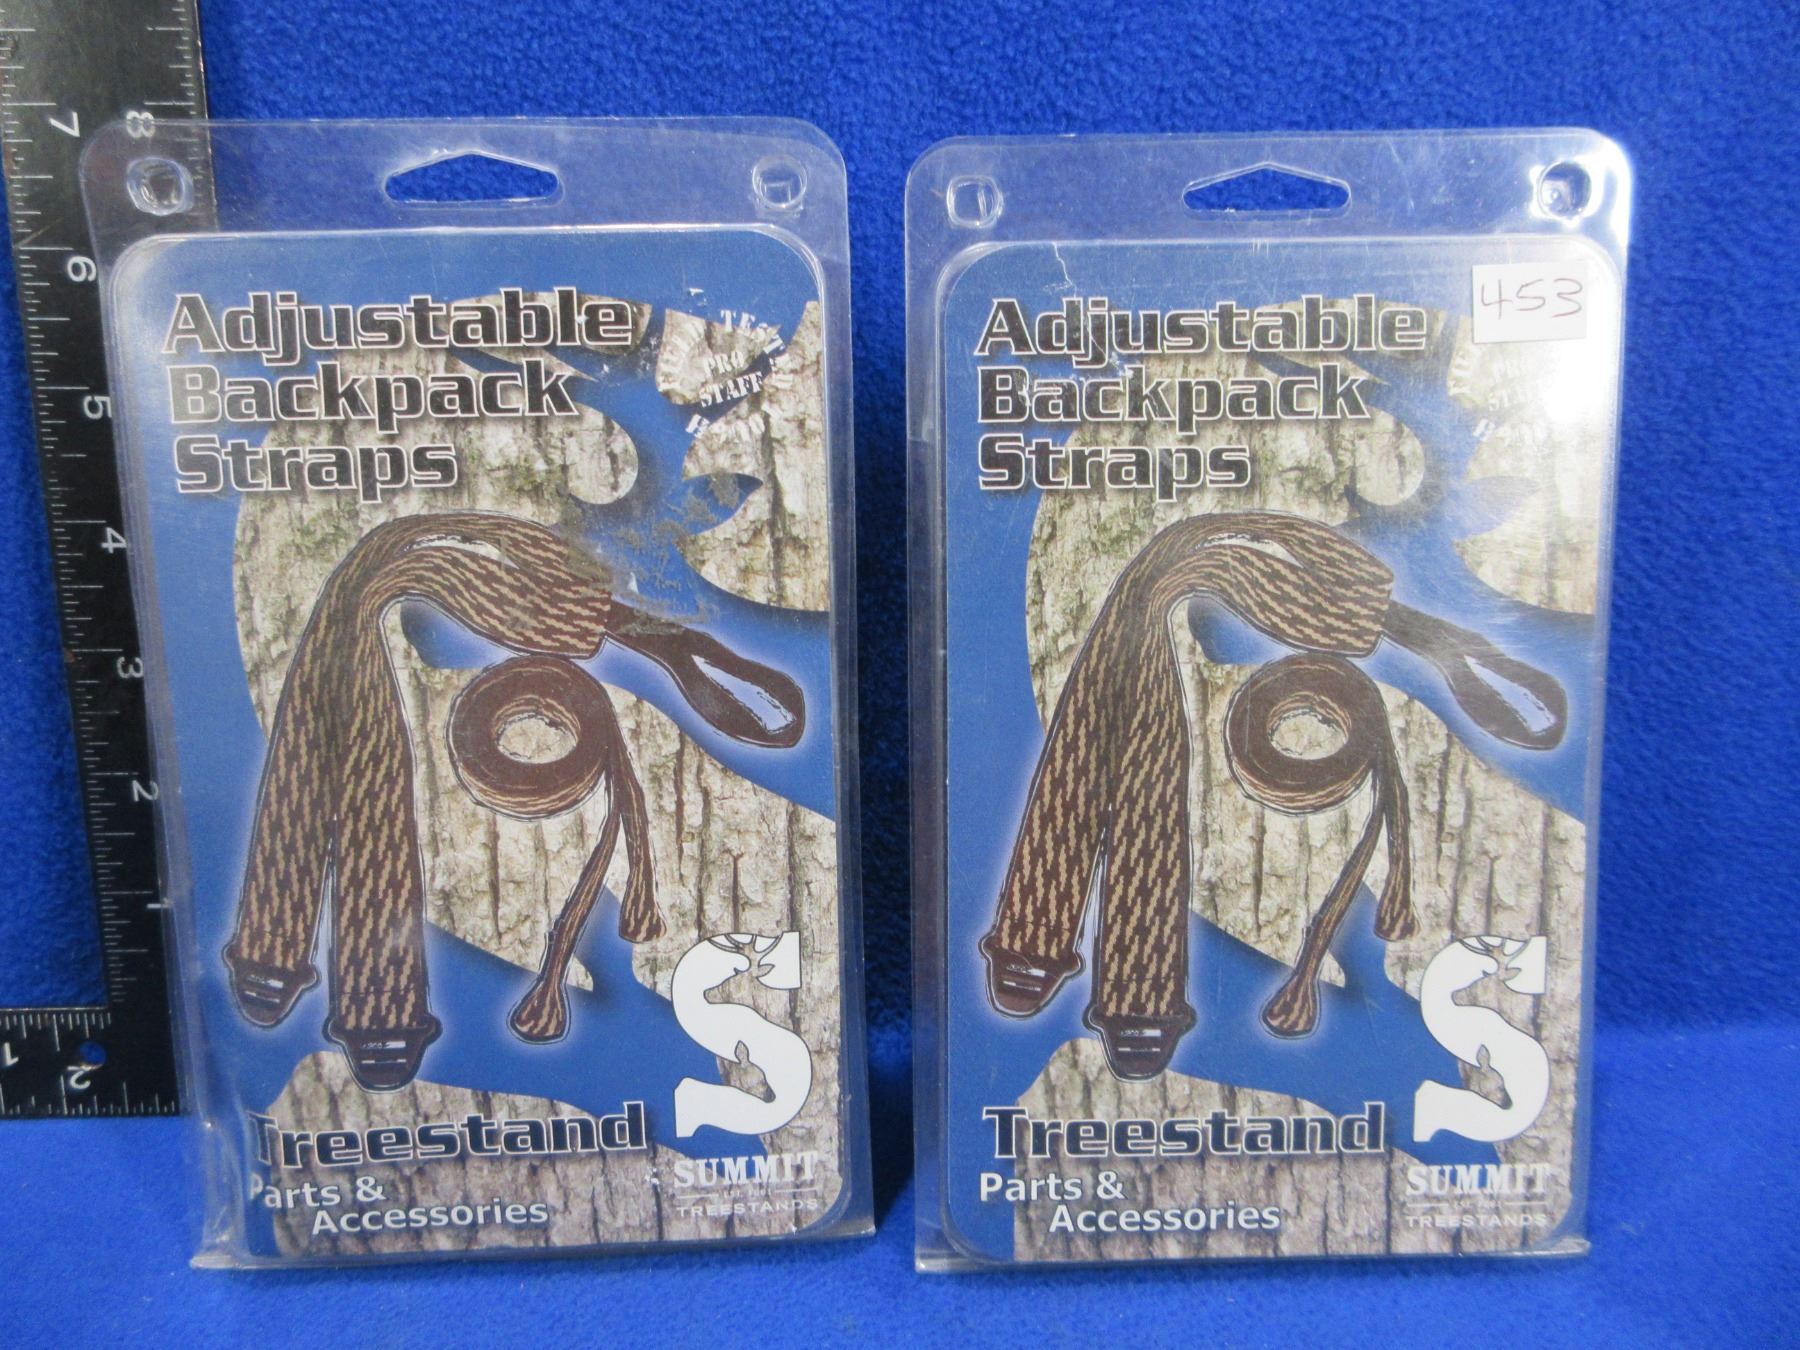 8
7
6
5
4
3
2
1
1
2
Adjustable
Backpack
Straps
TEST
PRO
STAFF
Treestand
Parts &
Accessories
SUMMIT
TREESTANDS
453
Adjustable
Backpack
Straps
Treestand
Parts &
Accessories
SUMMIT
TREESTANDS